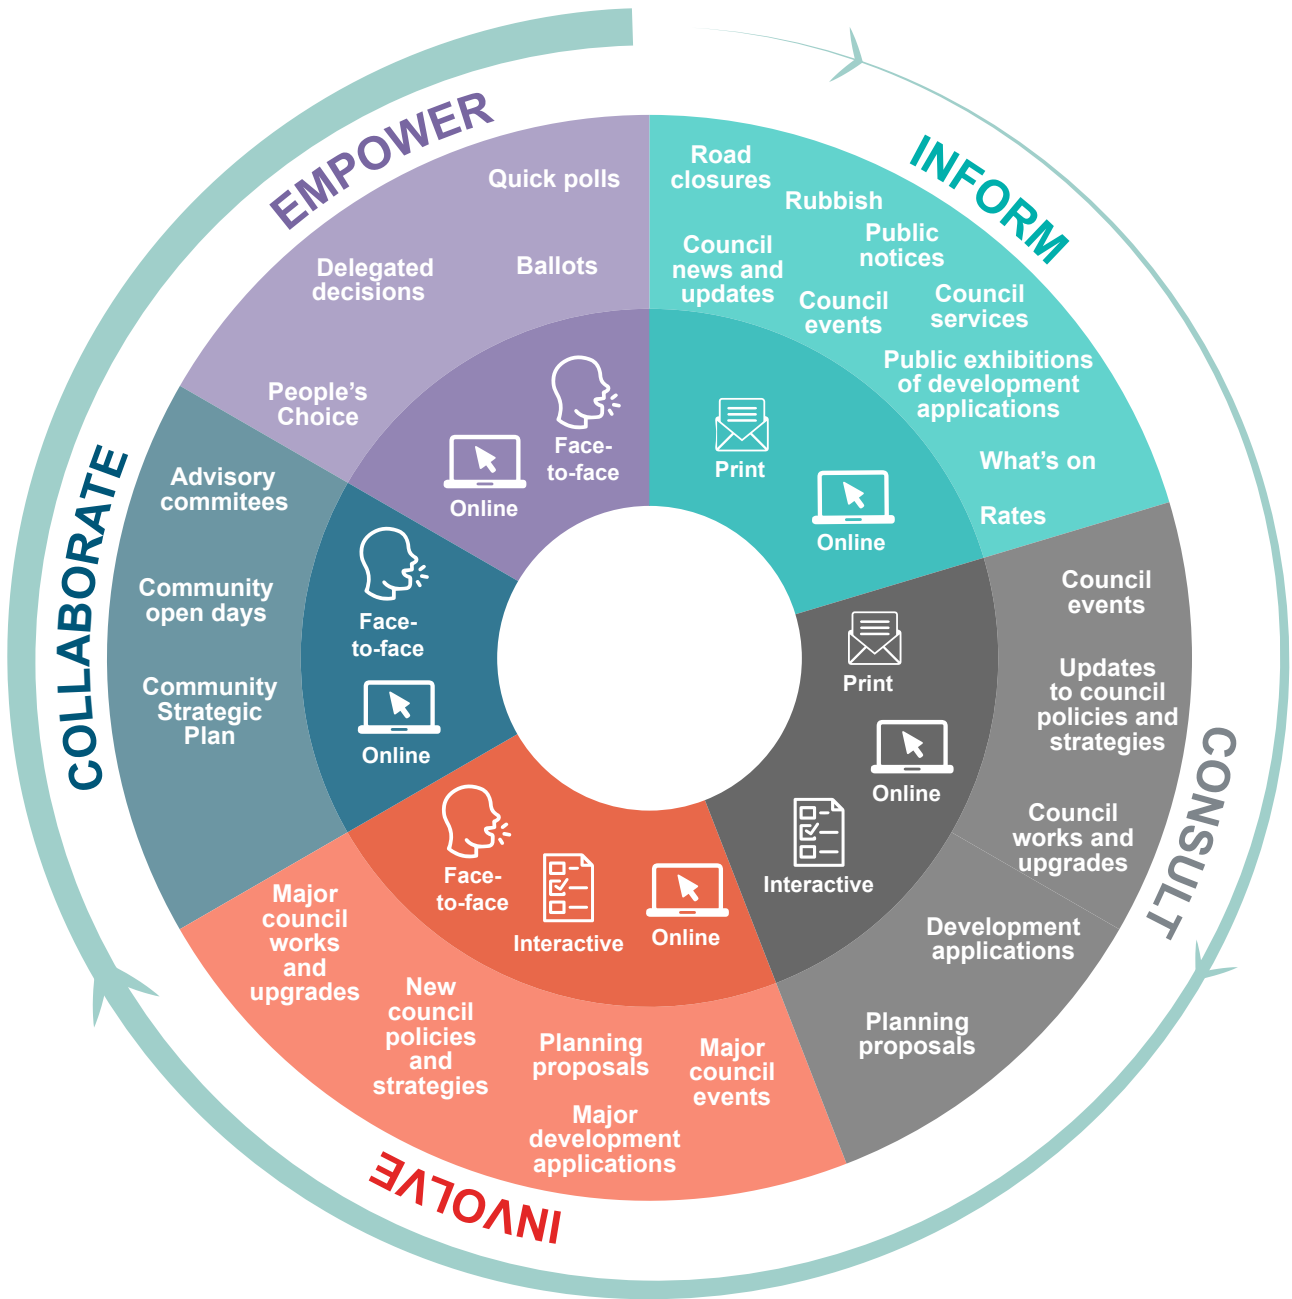 INFORM
Road
closures
Rubbish
Public
notices
Council
news and
updates
Council
events
Council
services
Public exhibitions
of development
applications
What's on
Rates
Print
Online
CONSULT
Council
events
Updates
to council
policies and
strategies
Council
works and
upgrades
Development
applications
Planning
proposals
Print
Online
Interactive
INVOLVE
Major
council
events
Planning
proposals
Major
development
applications
New
council
policies
and
strategies
Major
council
works
and
upgrades
Online
Interactive
Face-
to-face
COLLABORATE
Advisory
commitees
Community
open days
Community
Strategic
Plan
Face-
to-face
Online
EMPOWER
Quick polls
Ballots
Delegated
decisions
People’s
Choice
Face-
to-face
Online